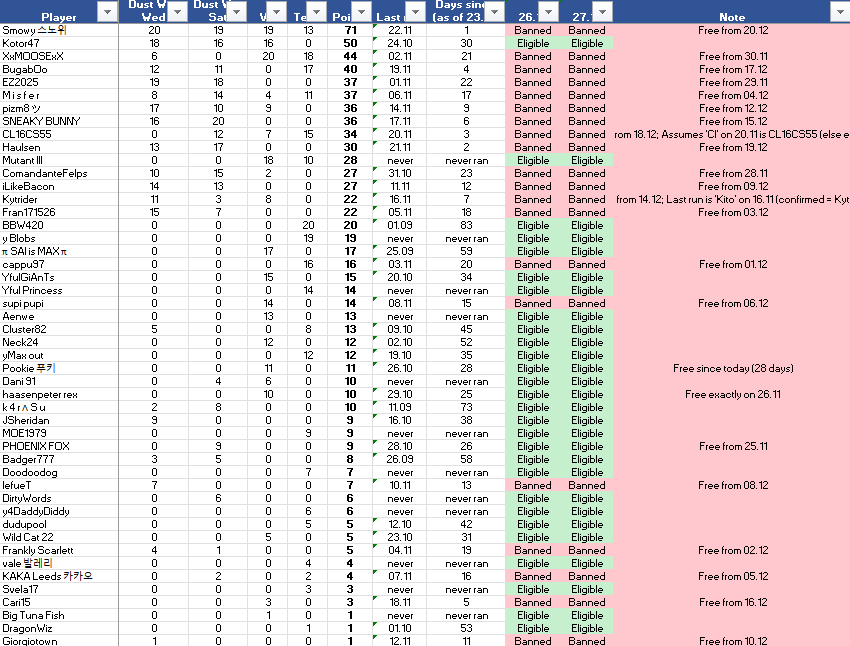 Player Dust W Wed Dust W Sat V Te Poi Last Days sinc (as of 23. 26. 27. Note
Smowy 스노위 20 19 19 13 71 22.11 1 Banned Banned Free from 20.12
Kotor47 18 16 16 0 50 24.10 30 Eligible Eligible
XxMOOSExX 6 0 20 18 44 02.11 21 Banned Banned Free from 30.11
BugabOo 12 11 0 17 40 19.11 4 Banned Banned Free from 17.12
EZ2025 19 18 0 0 37 01.11 22 Banned Banned Free from 29.11
M i s f e r 8 14 4 11 37 06.11 17 Banned Banned Free from 04.12
pizm8 ツ 17 10 9 0 36 14.11 9 Banned Banned Free from 12.12
SNEAKY BUNNY 16 20 0 0 36 17.11 6 Banned Banned Free from 15.12
CL16CS55 0 12 7 15 34 20.11 3 Banned Banned rom 18.12; Assumes 'Cl' on 20.11 is CL16CS55 (else e
Haulsen 13 17 0 0 30 21.11 2 Banned Banned Free from 19.12
Mutant III 0 0 18 10 28 never never ran Eligible Eligible
ComandanteFelps 10 15 2 0 27 31.10 23 Banned Banned Free from 28.11
iLikeBacon 14 13 0 0 27 11.11 12 Banned Banned Free from 09.12
Kytrider 11 3 8 0 22 16.11 7 Banned Banned from 14.12; Last run is 'Kito' on 16.11 (confirmed = Kyt
Fran171526 15 7 0 0 22 05.11 18 Banned Banned Free from 03.12
BBW420 0 0 0 20 20 01.09 83 Eligible Eligible
y Blobs 0 0 0 19 19 never never ran Eligible Eligible
π SAI is MAX π 0 0 17 0 17 25.09 59 Eligible Eligible
cappu97 0 0 0 16 16 03.11 20 Banned Banned Free from 01.12
YfulGiAnTs 0 0 15 0 15 20.10 34 Eligible Eligible
Yful Princess 0 0 0 14 14 never never ran Eligible Eligible
supi pupi 0 0 14 0 14 08.11 15 Banned Banned Free from 06.12
Aenwe 0 0 13 0 13 never never ran Eligible Eligible
Cluster82 5 0 0 8 13 09.10 45 Eligible Eligible
Neck24 0 0 12 0 12 02.10 52 Eligible Eligible
yMax out 0 0 0 12 12 19.10 35 Eligible Eligible
Pookie 푸키 0 0 11 0 11 26.10 28 Eligible Eligible Free since today (28 days)
Dani 91 0 4 6 0 10 never never ran Eligible Eligible
haasenpeter rex 0 0 10 0 10 29.10 25 Eligible Eligible Free exactly on 26.11
k 4 r ʌ S u 2 8 0 0 10 11.09 73 Eligible Eligible
JSheridan 9 0 0 0 9 16.10 38 Eligible Eligible
MOE1979 0 0 0 9 9 never never ran Eligible Eligible
PHOENIX FOX 0 9 0 0 9 28.10 26 Eligible Eligible Free from 25.11
Badger777 3 5 0 0 8 26.09 58 Eligible Eligible
Doodoodog 0 0 0 7 7 never never ran Eligible Eligible
lefueT 7 0 0 0 7 10.11 13 Banned Banned Free from 08.12
DirtyWords 0 6 0 0 6 never never ran Eligible Eligible
y4DaddyDiddy 0 0 0 6 6 never never ran Eligible Eligible
dudupool 0 0 0 5 5 12.10 42 Eligible Eligible
Wild Cat 22 0 0 5 0 5 23.10 31 Eligible Eligible
Frankly Scarlett 4 1 0 0 5 04.11 19 Banned Banned Free from 02.12
vale 발레리 0 0 0 4 4 never never ran Eligible Eligible
KAKA Leeds 카카오 0 2 0 2 4 07.11 16 Banned Banned Free from 05.12
Svela17 0 0 0 3 3 never never ran Eligible Eligible
Cari15 0 0 3 0 3 18.11 5 Banned Banned Free from 16.12
Big Tuna Fish 0 0 1 0 1 never never ran Eligible Eligible
DragonWiz 0 0 0 1 1 01.10 53 Eligible Eligible
Giorgiotown 1 0 0 0 1 12.11 11 Banned Banned Free from 10.12